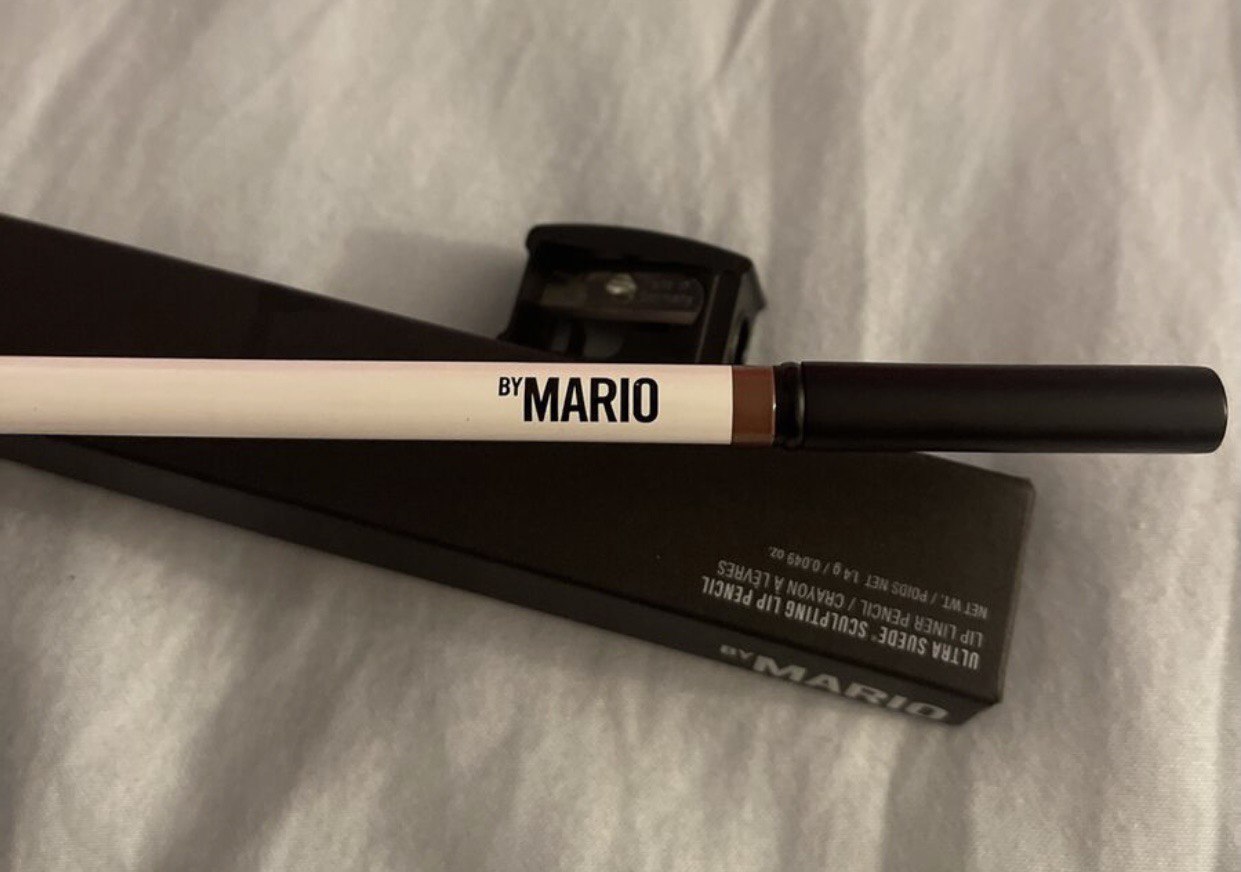 BY MARIO
ULTRA SUEDE® SCULPTING LIP PENCIL
LIP LINER PENCIL / CRAYON À LÈVRES
NET WT. / POIDS NET 1.4 g / 0.049 OZ.
BY MARIO